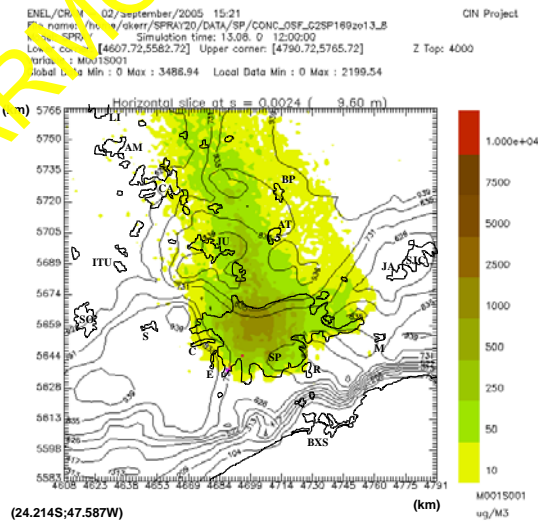 ENEL/CRAM 02/September/2005 15:21 CIN Project
File name: /home/akerr/SPRAY20/DATA/SP/CONC_OSF_G2SP169zo13_8
Simulation time: 13.08. 0 12:00:00
Lower corner: [4607.72,5582.72] Upper corner: [4790.72,5765.72] Z Top: 4000
Variable : M001S001
Global Data Min : 0 Max : 3486.94 Local Data Min : 0 Max : 2199.54
ARM
Horizontal slice at s = 0.0024 ( 9.60 m)
(km)
5766
5750
5735
5720
5705
5689
5674
5659
5644
5628
5613
5598
5583
4608 4623 4638 4653 4669 4684 4699 4714 4730 4745 4760 4775 4791
LI
AM
CA
BP
AT
JU
ITU
JA
SJC
SO
S
C
E
SP
R
M
BXS
1.000e+04
7500
5000
2500
1000
500
250
50
10
M001S001
ug/M3
(24.214S;47.587W)
(km)